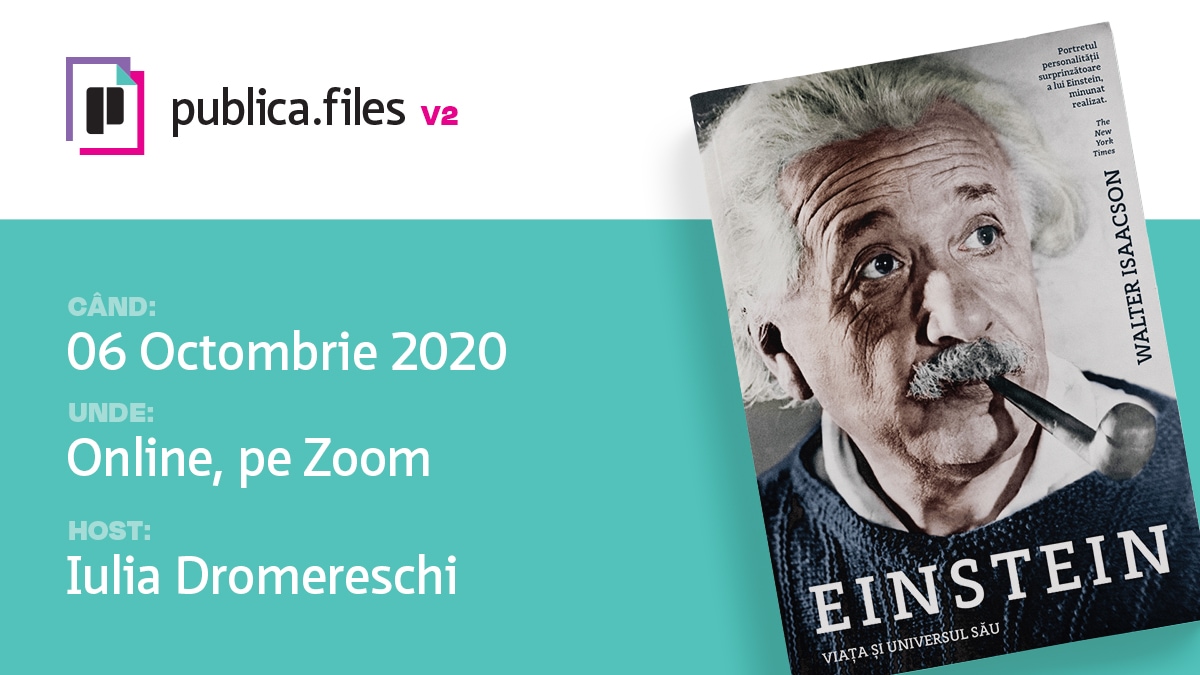 publica.files v2
CÂND:
06 Octombrie 2020
UNDE:
Online, pe Zoom
HOST:
Iulia Dromereschi
Portretul
personalității
surprinzătoare
a lui Einstein,
minunat
realizat.
The
New
York
Times
WALTER ISAACSON
EINSTEIN
VIAȚA ȘI UNIVERSUL SĂU